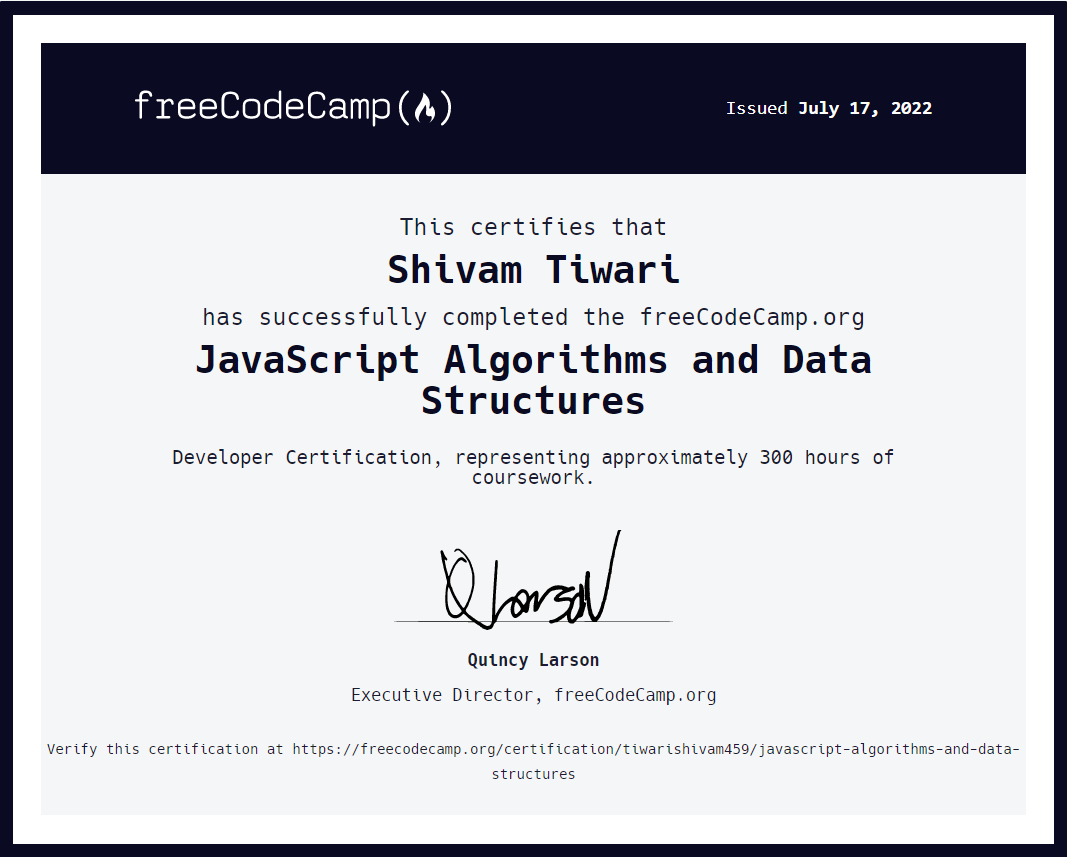 freeCodeCamp(🔥)
Issued July 17, 2022
This certifies that
Shivam Tiwari
has successfully completed the freeCodeCamp.org
JavaScript Algorithms and Data
Structures
Developer Certification, representing approximately 300 hours of
coursework.
Q Larson
Quincy Larson
Executive Director, freeCodeCamp.org
Verify this certification at https://freecodecamp.org/certification/tiwarishivam459/javascript-algorithms-and-data-
structures